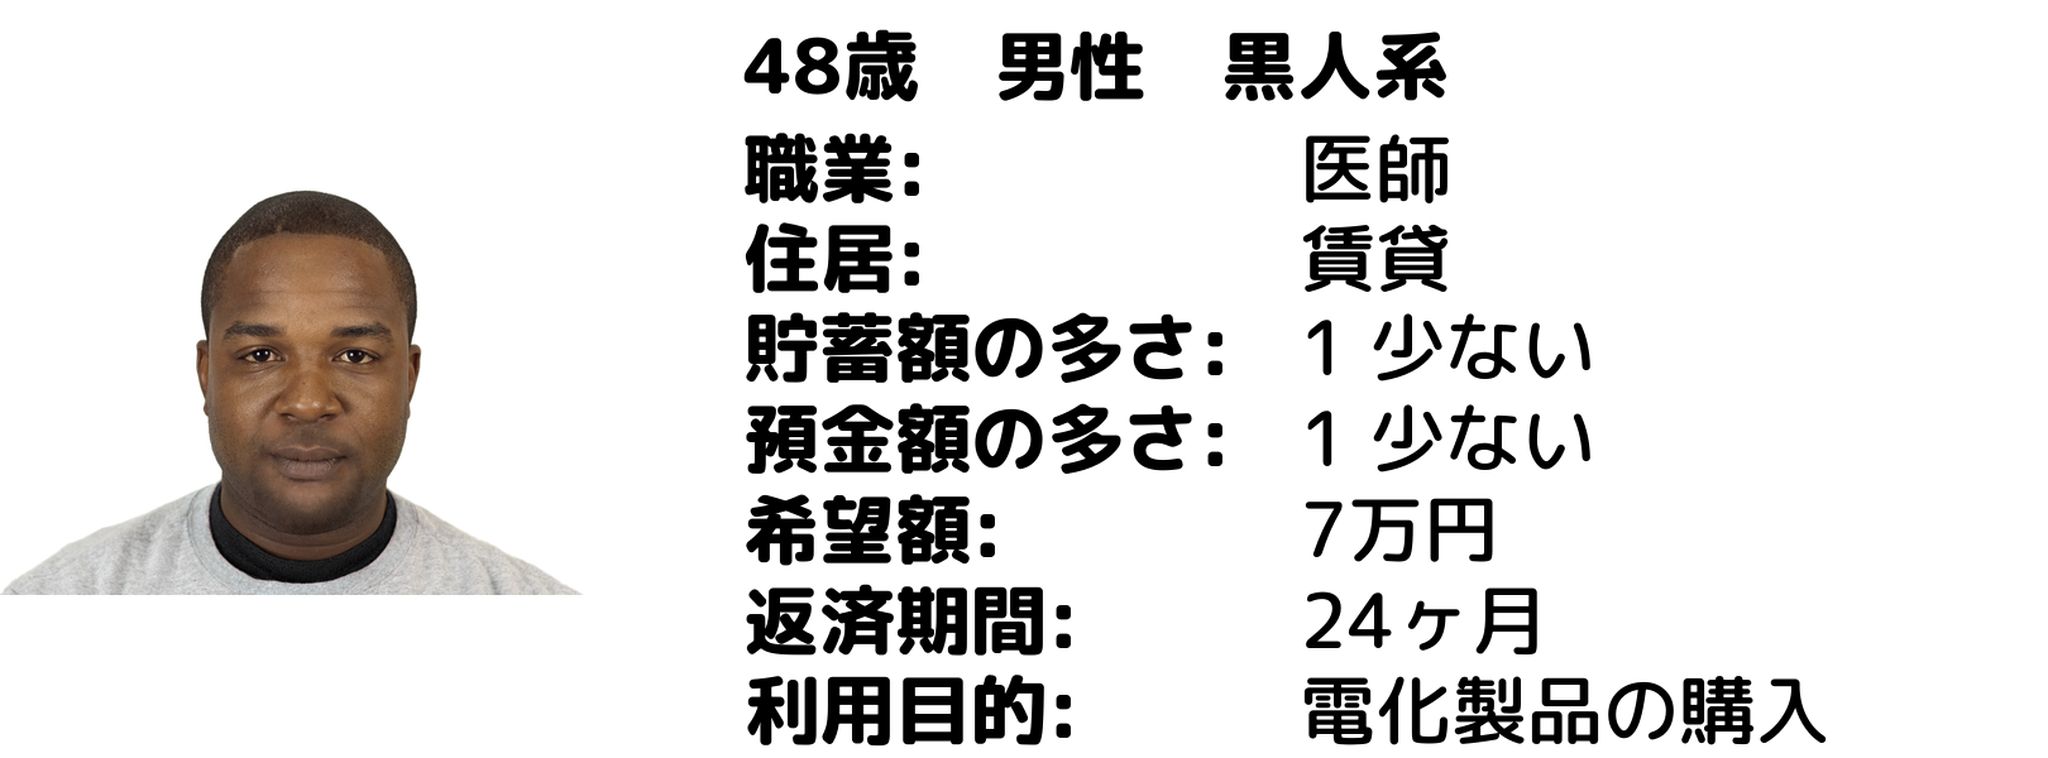 48歳　男性　黒人系
職業: 医師
住居: 賃貸
貯蓄額の多さ: 1 少ない
預金額の多さ: 1 少ない
希望額: 7万円
返済期間: 24ヶ月
利用目的: 電化製品の購入